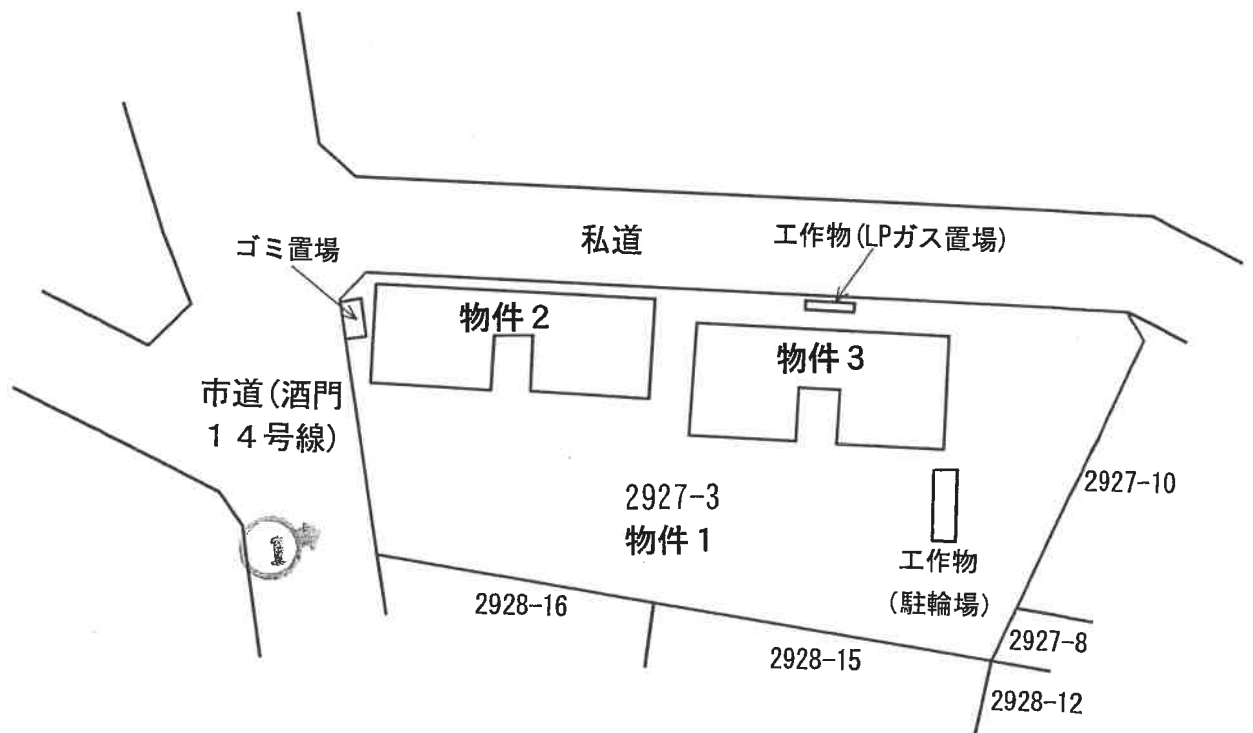 私道
工作物(LPガス置場)
ゴミ置場
物件2
物件3
市道(酒門
14号線)
2927-3
物件1
2927-10
工作物
(駐輪場)
1
2928-16
2928-15
2927-8
2928-12